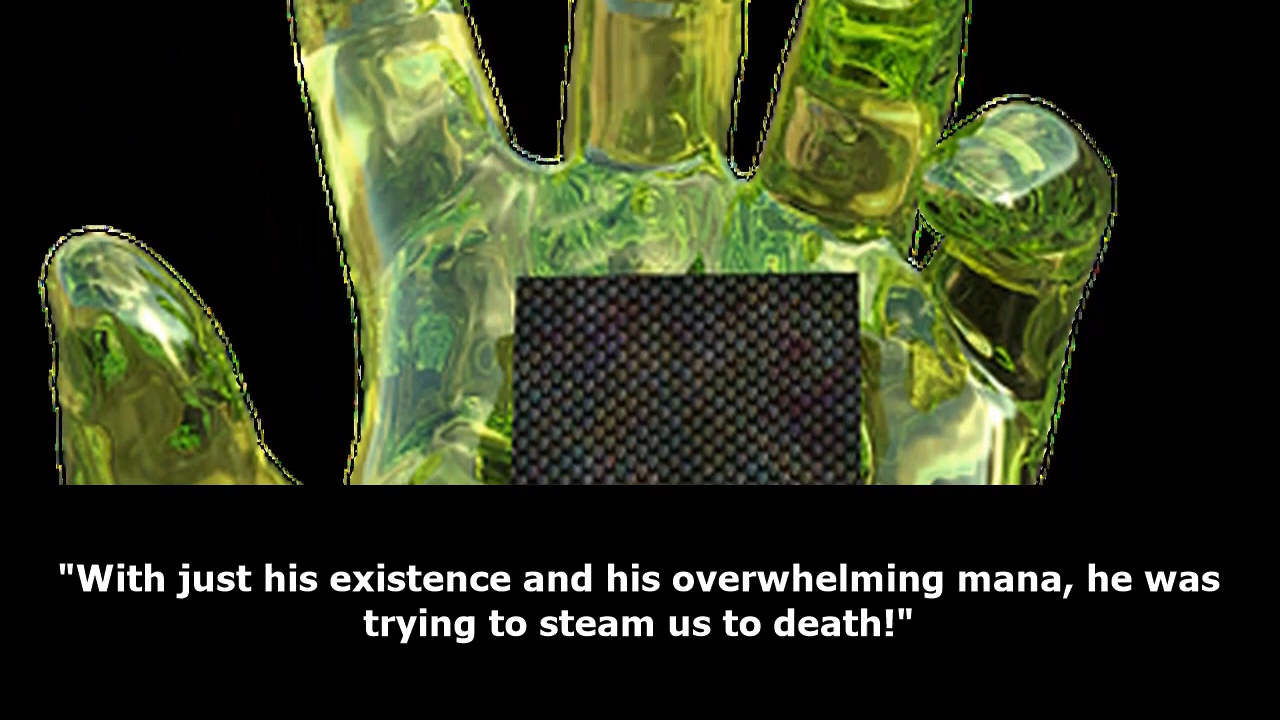 "With just his existence and his overwhelming mana, he was
trying to steam us to death!"